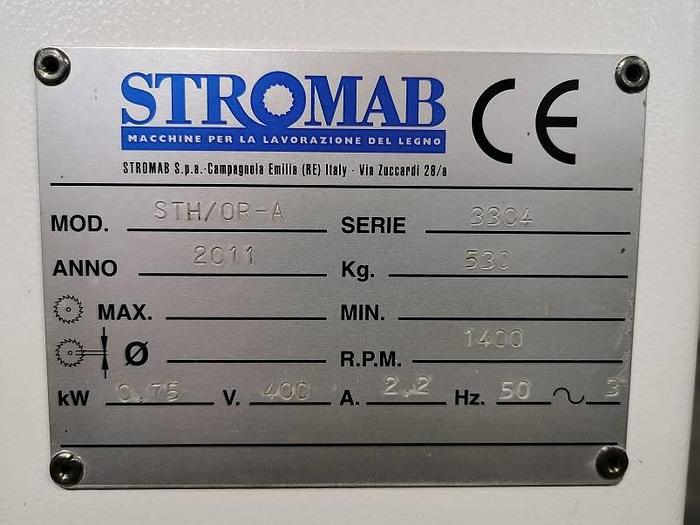 STROMAB CE
MACCHINE PER LA LAVORAZIONE DEL LEGNO
STROMAB S.p.a.-Campagnola Emilia (RE) Italy - Via Zuccardi 28/a
MOD. STH/OR-A SERIE 3304
ANNO 2011 Kg. 530
MAX. MIN.
Ø R.P.M. 1400
kW 0.75 V. 400 A. 2.2 Hz. 50 ~ 3